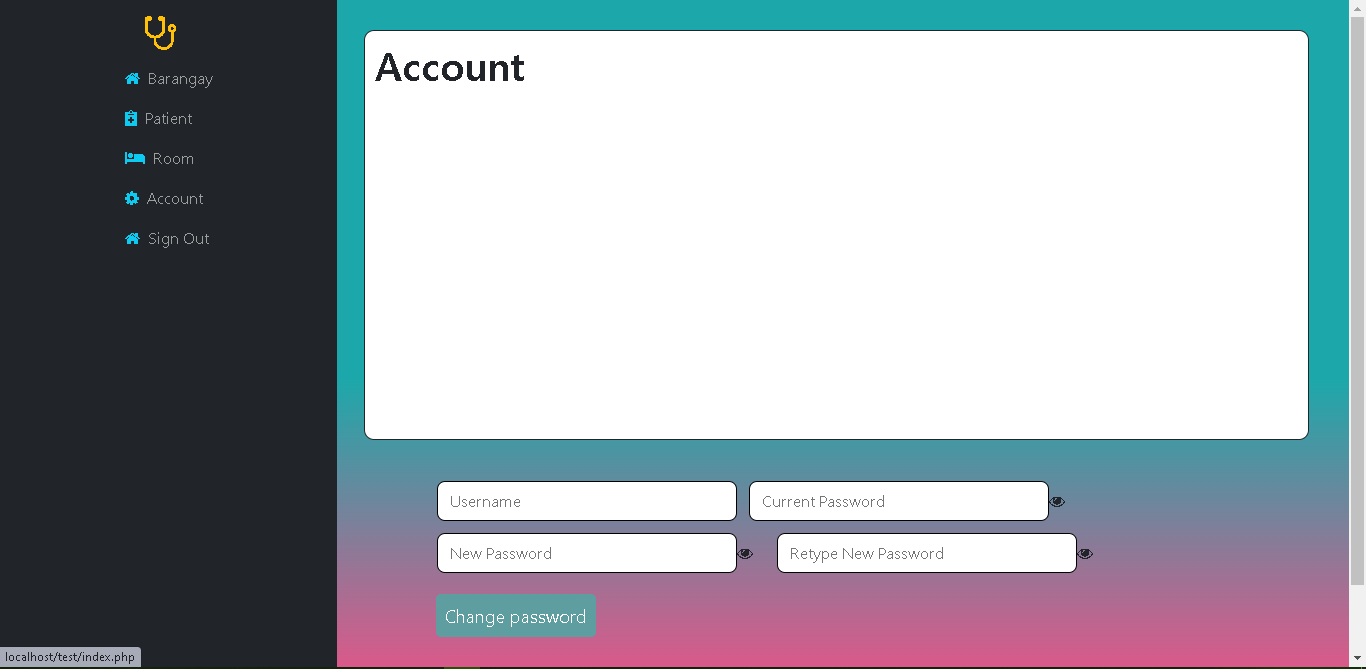 Barangay
Patient
Room
Account
Sign Out
Account
Username
Current Password
New Password
Retype New Password
Change password
localhost/test/index.php